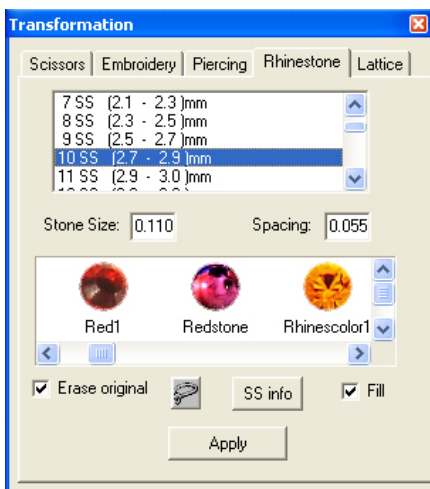 Transformation
Scissors Embroidery Piercing Rhinestone Lattice
7 SS (2.1 - 2.3 )mm
8 SS (2.3 - 2.5 )mm
9 SS (2.5 - 2.7 )mm
10 SS (2.7 - 2.9 )mm
11 SS (2.9 - 3.0 )mm
Stone Size: 0.110 Spacing: 0.055
Red1 Redstone Rhinescolor1
Erase original SS info Fill
Apply